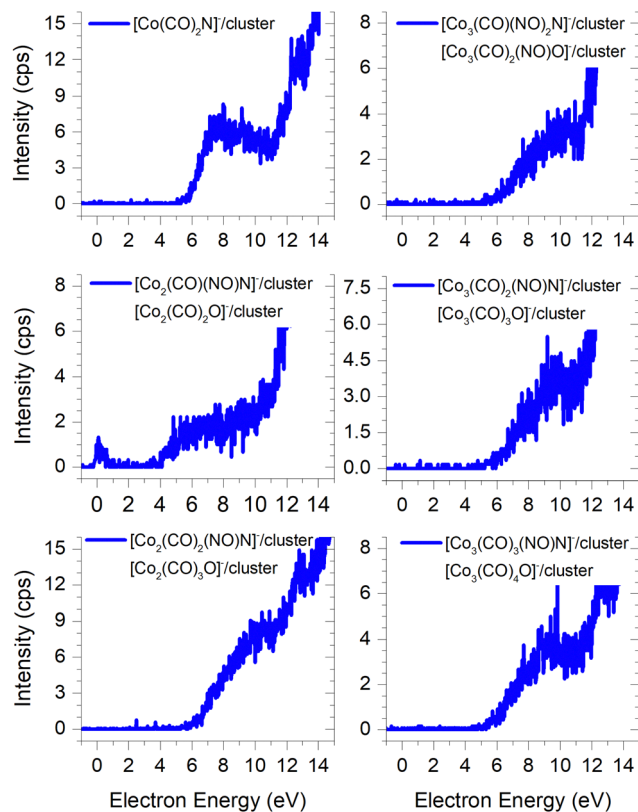 [Co(CO)₂N]⁻/cluster
15
12
9
6
3
0
Intensity (cps)
0 2 4 6 8 10 12 14
[Co₃(CO)(NO)₂N]⁻/cluster
[Co₃(CO)₂(NO)O]⁻/cluster
8
6
4
2
0
0 2 4 6 8 10 12 14
[Co₂(CO)(NO)N]⁻/cluster
[Co₂(CO)₂O]⁻/cluster
8
6
4
2
0
Intensity (cps)
0 2 4 6 8 10 12 14
[Co₃(CO)₂(NO)N]⁻/cluster
[Co₃(CO)₃O]⁻/cluster
7.5
6.0
4.5
3.0
1.5
0.0
0 2 4 6 8 10 12 14
[Co₂(CO)₂(NO)N]⁻/cluster
[Co₂(CO)₃O]⁻/cluster
15
12
9
6
3
0
Intensity (cps)
0 2 4 6 8 10 12 14
Electron Energy (eV)
[Co₃(CO)₃(NO)N]⁻/cluster
[Co₃(CO)₄O]⁻/cluster
8
6
4
2
0
0 2 4 6 8 10 12 14
Electron Energy (eV)